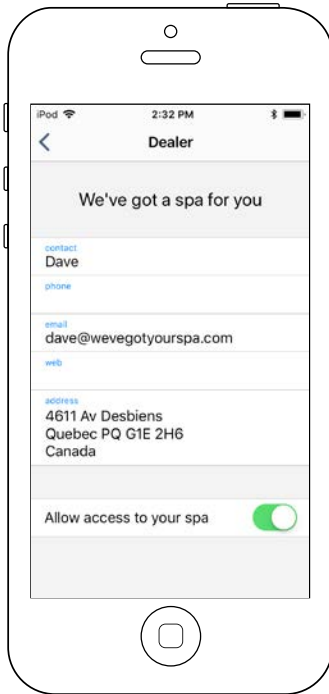 iPod 2:32 PM
Dealer
We've got a spa for you
contact
Dave
phone
email
dave@wevegotyourspa.com
web
address
4611 Av Desbiens
Quebec PQ G1E 2H6
Canada
Allow access to your spa